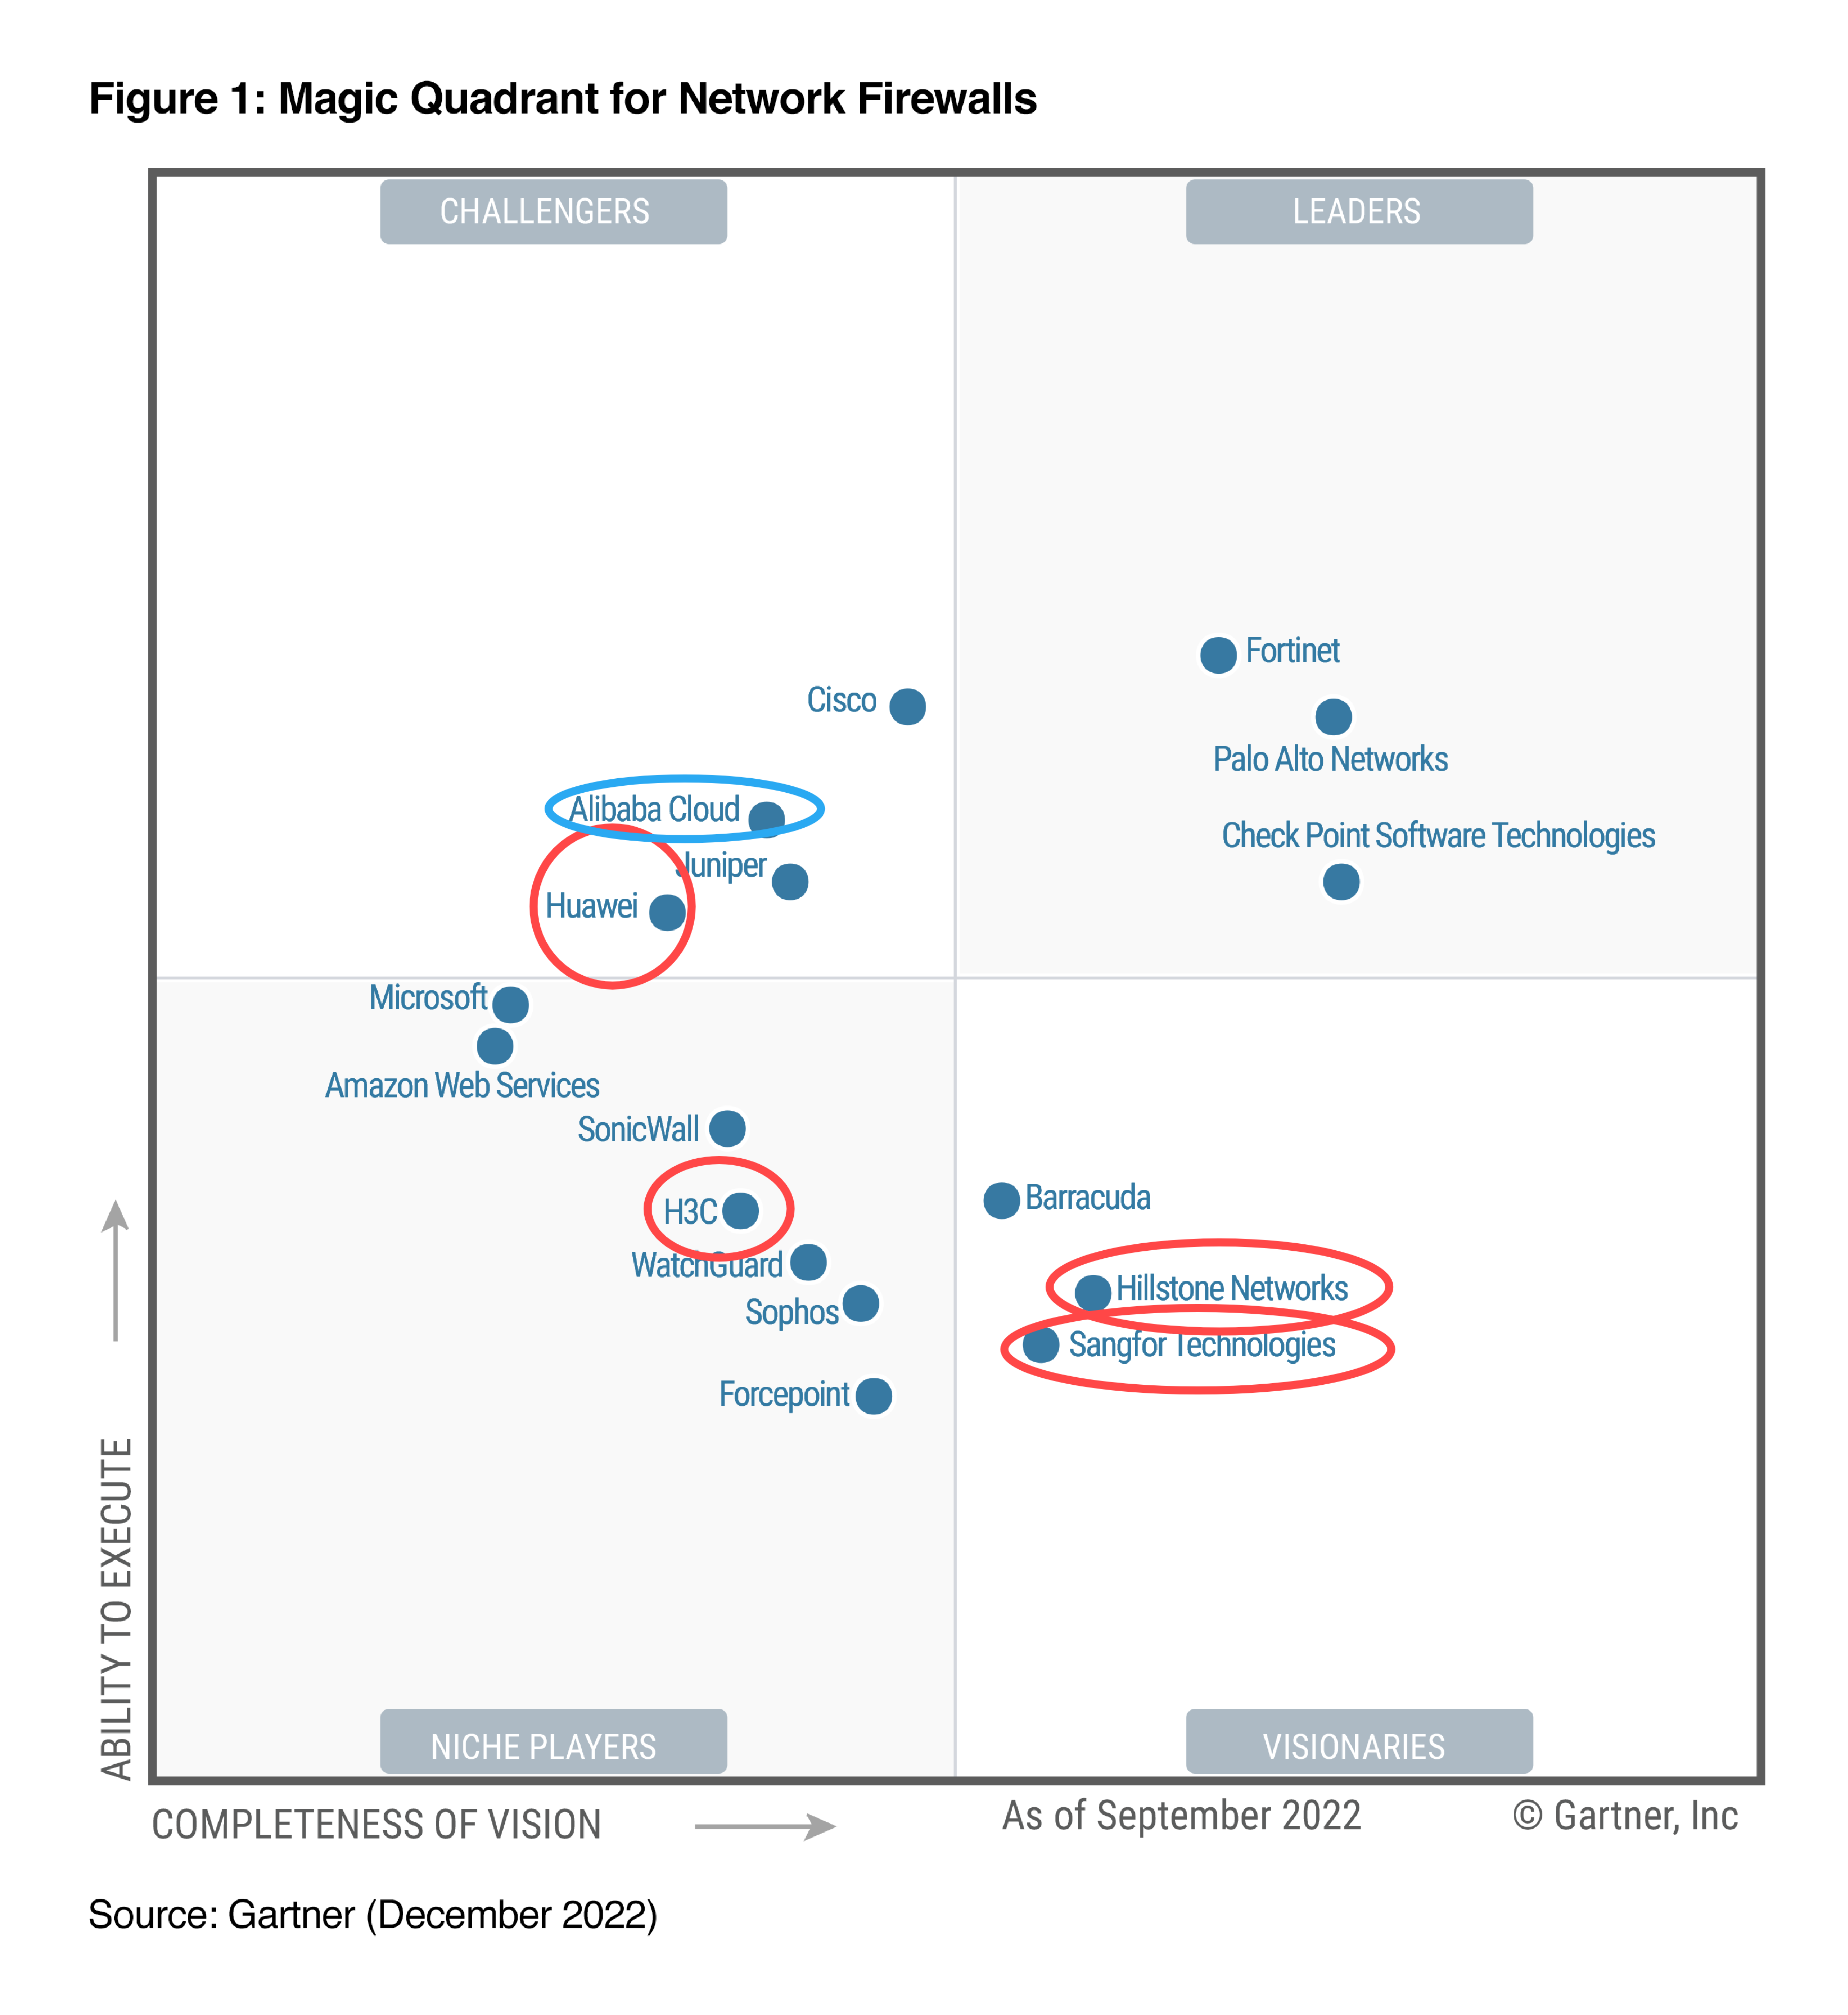 Figure 1: Magic Quadrant for Network Firewalls
CHALLENGERS
LEADERS
Fortinet
Cisco
Palo Alto Networks
Alibaba Cloud
Check Point Software Technologies
Juniper
Huawei
Microsoft
Amazon Web Services
SonicWall
Barracuda
H3C
WatchGuard
Hillstone Networks
Sophos
Sangfor Technologies
Forcepoint
NICHE PLAYERS
VISIONARIES
ABILITY TO EXECUTE
COMPLETENESS OF VISION
As of September 2022
© Gartner, Inc
Source: Gartner (December 2022)